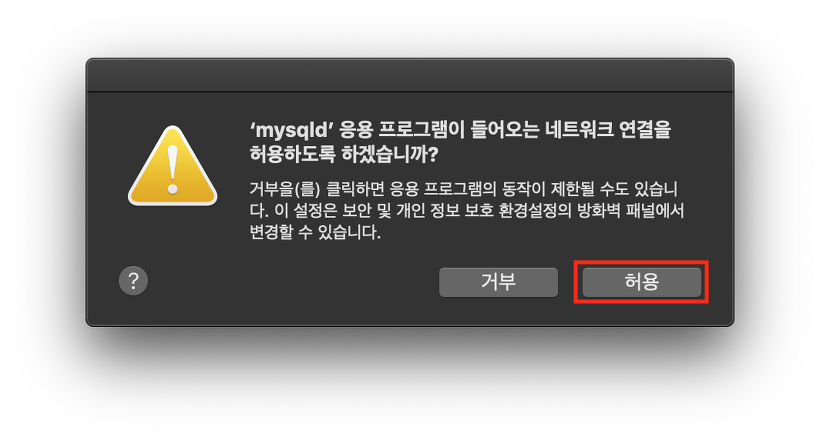 ‘mysqld’ 응용 프로그램이 들어오는 네트워크 연결을
허용하도록 하겠습니까?
거부을(를) 클릭하면 응용 프로그램의 동작이 제한될 수도 있습니
다. 이 설정은 보안 및 개인 정보 보호 환경설정의 방화벽 패널에서
변경할 수 있습니다.
?
거부
허용